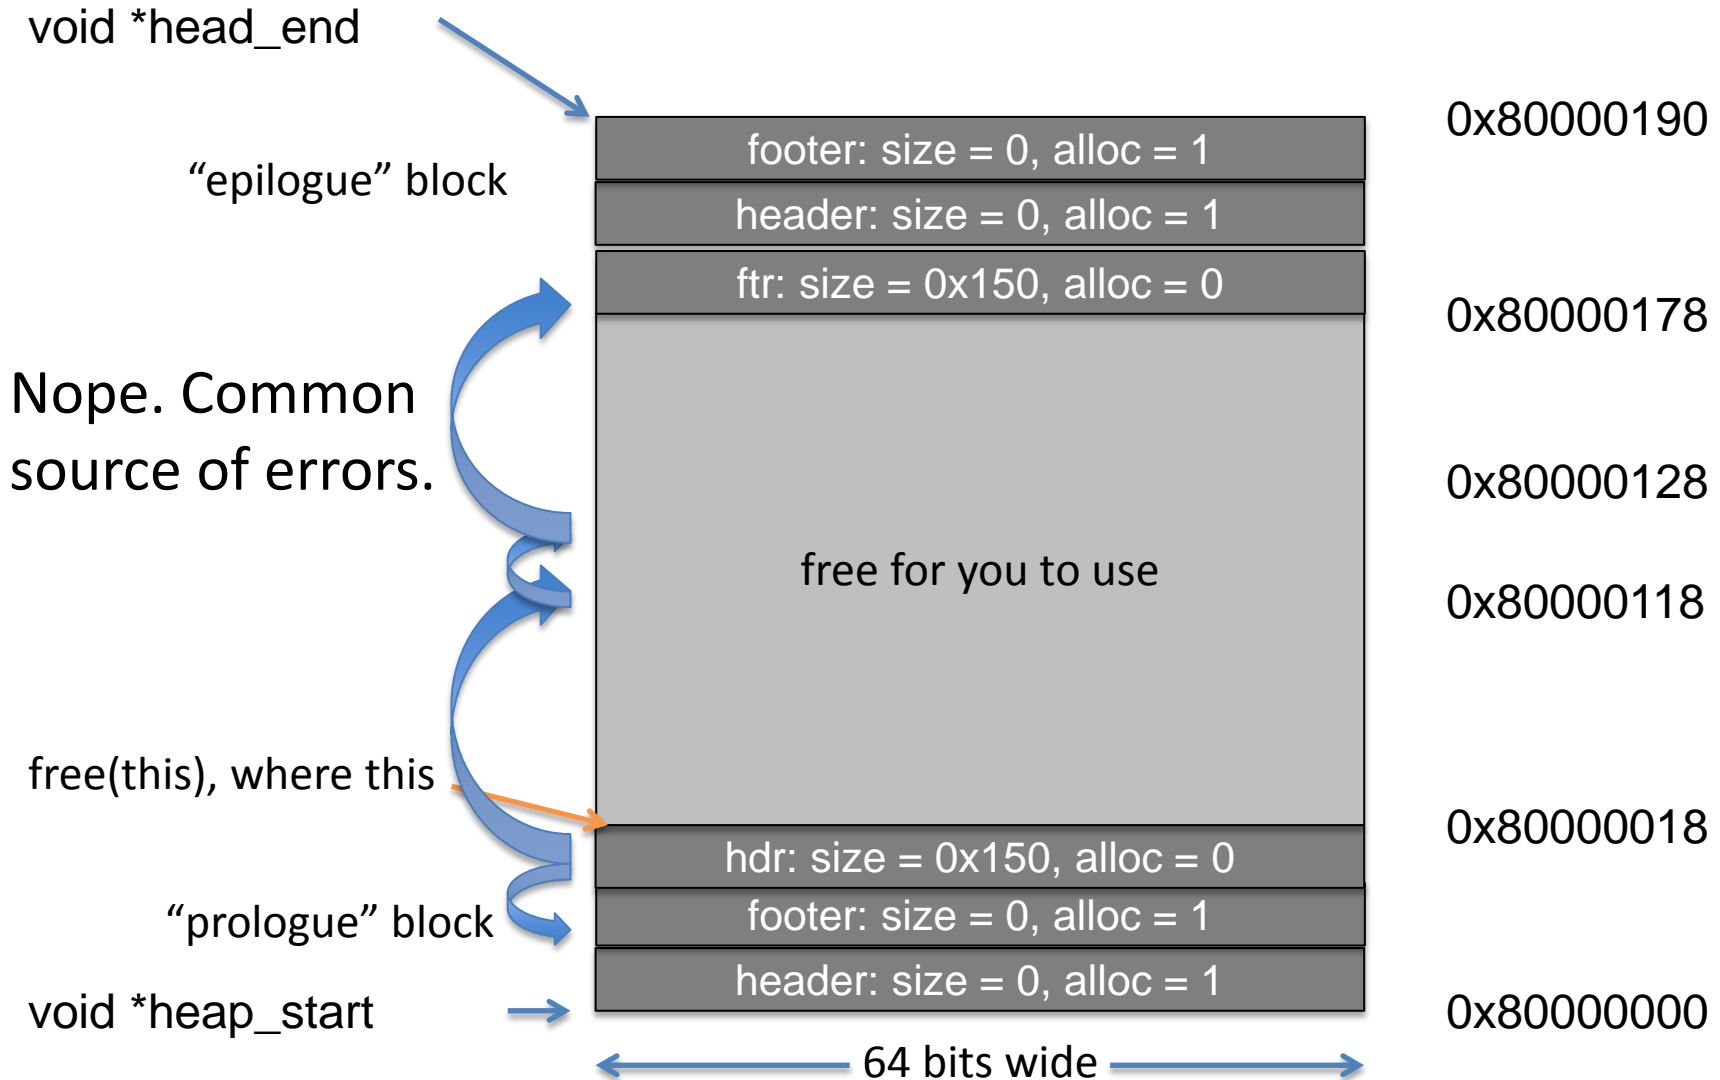 void *head_end
0x80000190
footer: size = 0, alloc = 1
“epilogue” block
header: size = 0, alloc = 1
ftr: size = 0x150, alloc = 0
0x80000178
Nope. Common
source of errors.
0x80000128
free for you to use
0x80000118
free(this), where this
0x80000018
hdr: size = 0x150, alloc = 0
“prologue” block
footer: size = 0, alloc = 1
header: size = 0, alloc = 1
void *heap_start
0x80000000
64 bits wide